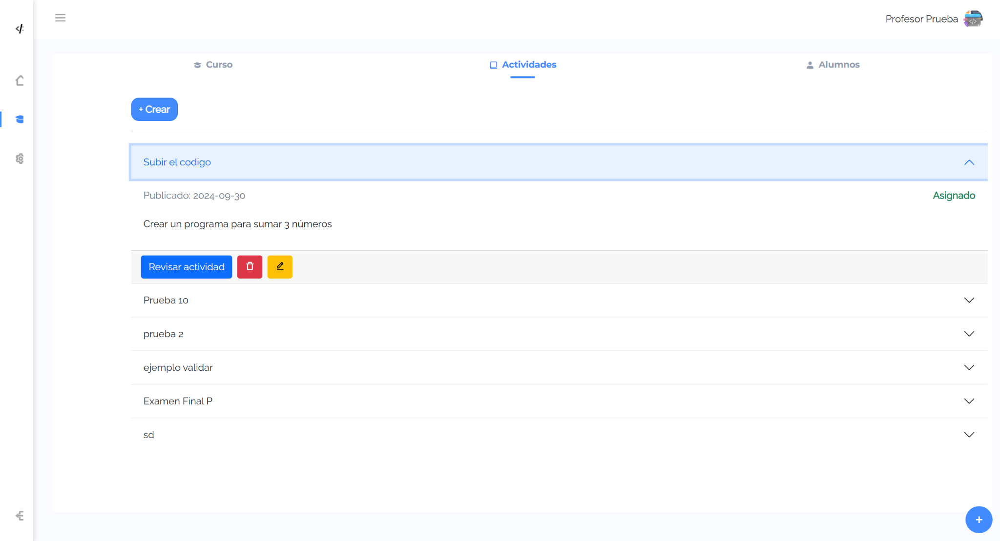 Profesor Prueba
Curso
Actividades
Alumnos
+ Crear
Subir el codigo
Publicado: 2024-09-30
Asignado
Crear un programa para sumar 3 números
Revisar actividad
Prueba 10
prueba 2
ejemplo validar
Examen Final P
sd
+